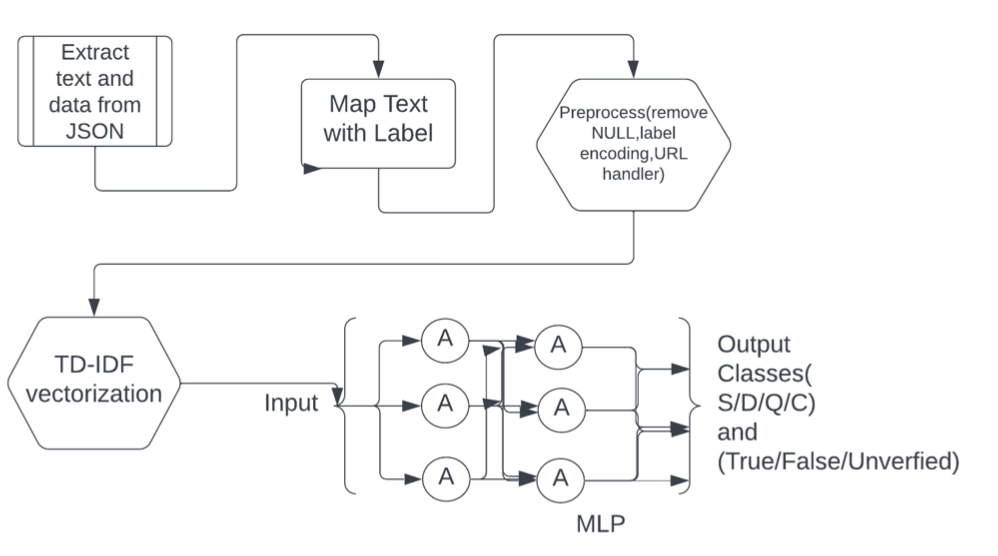 Extract
text and
data from
JSON
Map Text
with Label
Preprocess(remove
NULL,label
encoding,URL
handler)
TD-IDF
vectorization
Input
A
A
A
A
A
A
MLP
Output
Classes(
S/D/Q/C)
and
(True/False/Unverfied)